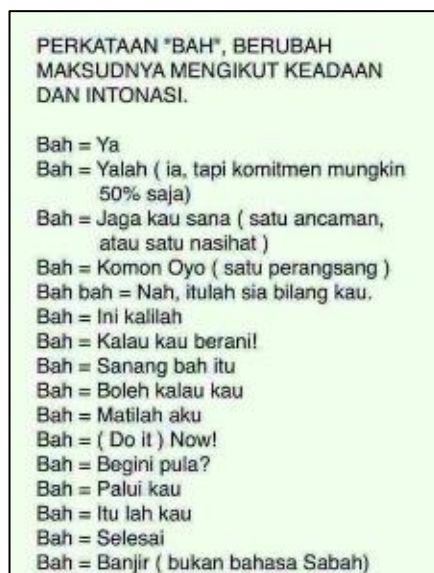 PERKATAAN "BAH", BERUBAH
MAKSUDNYA MENGIKUT KEADAAN
DAN INTONASI.
Bah = Ya
Bah = Yalah ( ia, tapi komitmen mungkin
50% saja)
Bah = Jaga kau sana ( satu ancaman,
atau satu nasihat )
Bah = Komon Oyo ( satu perangsang )
Bah bah = Nah, itulah sia bilang kau.
Bah = Ini kalilah
Bah = Kalau kau berani!
Bah = Sanang bah itu
Bah = Boleh kalau kau
Bah = Matilah aku
Bah = ( Do it ) Now!
Bah = Begini pula?
Bah = Palui kau
Bah = Itu lah kau
Bah = Selesai
Bah = Banjir ( bukan bahasa Sabah)